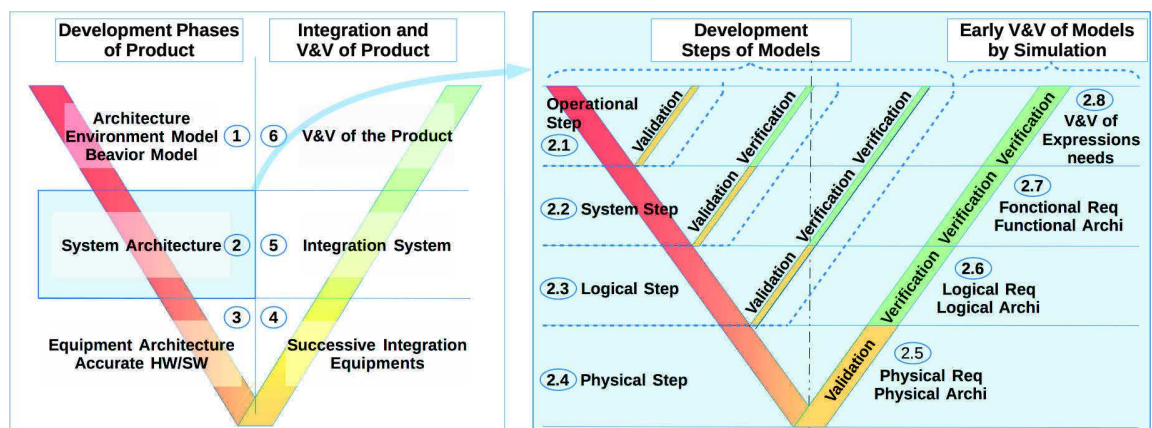 Development Phases
of Product
Integration and
V&V of Product
Architecture
Environment Model
Beavior Model
1
6
V&V of the Product
System Architecture
2
5
Integration System
3
4
Equipment Architecture
Accurate HW/SW
Successive Integration
Equipments
Development
Steps of Models
Early V&V of Models
by Simulation
Operational
Step
2.1
Validation
Verification
Verification
Verification
2.8
V&V of
Expressions
needs
2.2
System Step
Validation
Verification
Verification
2.7
Fonctional Req
Functional Archi
2.3
Logical Step
Validation
Verification
2.6
Logical Req
Logical Archi
2.4
Physical Step
Validation
2.5
Physical Req
Physical Archi